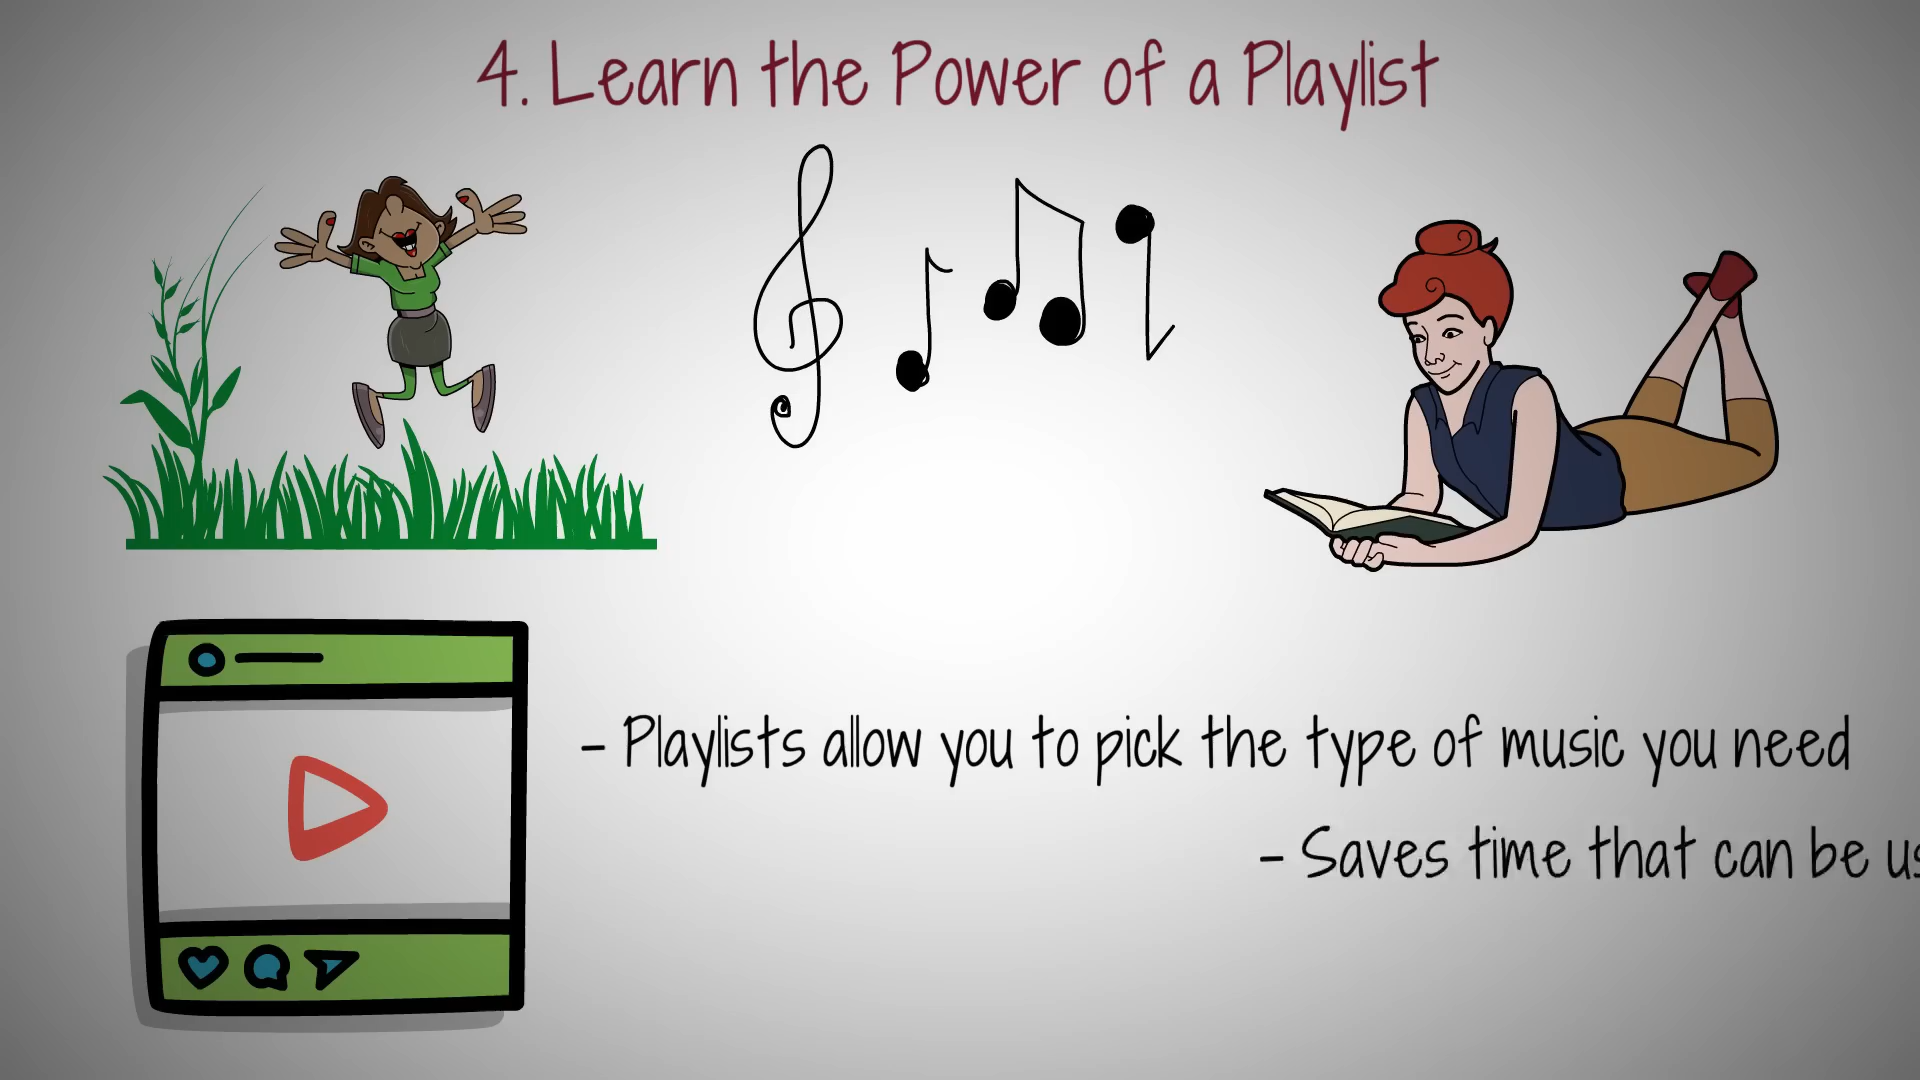 4. Learn the Power of a Playlist
- Playlists allow you to pick the type of music you need
- Saves time that can be